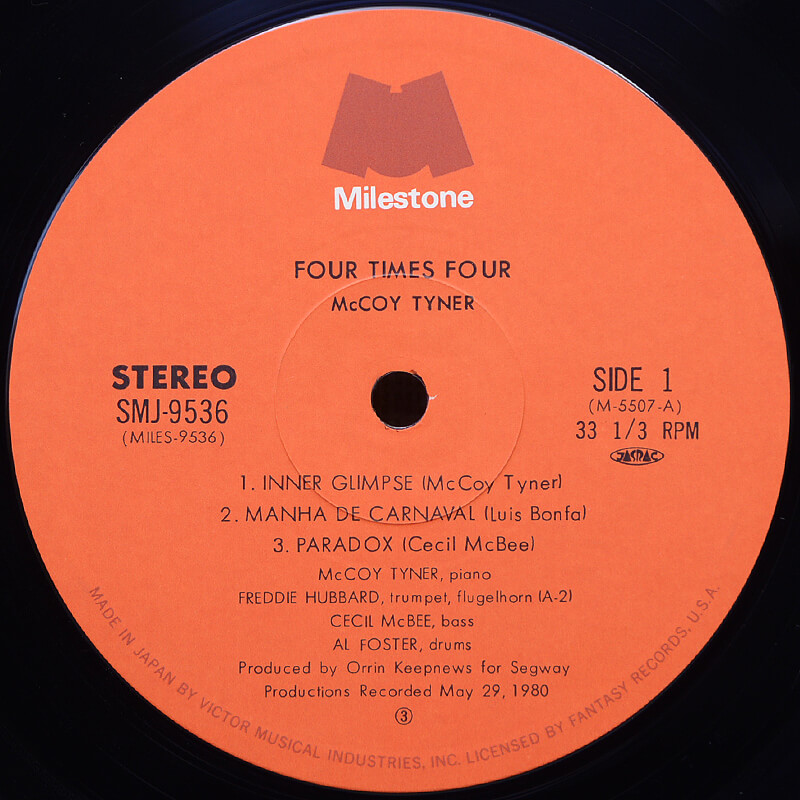 Milestone
FOUR TIMES FOUR
McCOY TYNER
STEREO
SMJ-9536
(MILES-9536)
SIDE 1
(M-5507-A)
33 1/3 RPM
JASRAC
1. INNER GLIMPSE (McCoy Tyner)
2. MANHA DE CARNAVAL (Luis Bonfa)
3. PARADOX (Cecil McBee)
McCOY TYNER, piano
FREDDIE HUBBARD, trumpet, flugelhorn (A-2)
CECIL McBEE, bass
AL FOSTER, drums
Produced by Orrin Keepnews for Segway
Productions Recorded May 29, 1980
③
MADE IN JAPAN BY VICTOR MUSICAL INDUSTRIES, INC. LICENSED BY FANTASY RECORDS, U.S.A.